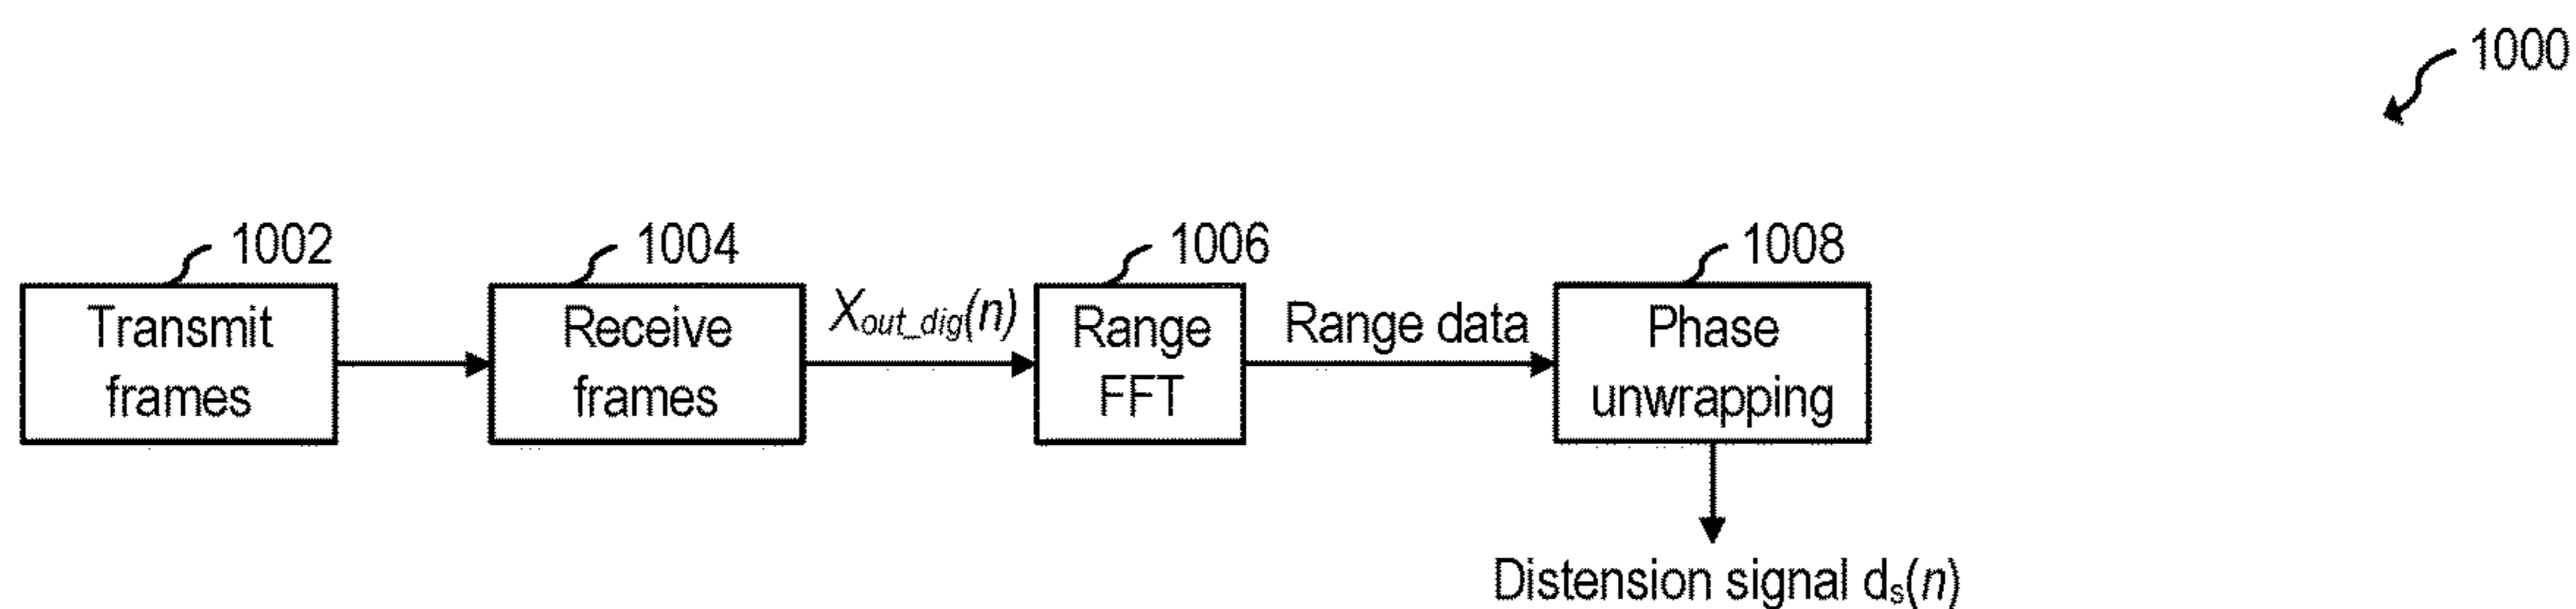 1000
1002
1004
1006
1008
Transmit
frames
Receive
frames
Xout_dig(n)
Range
FFT
Range data
Phase
unwrapping
Distension signal ds(n)